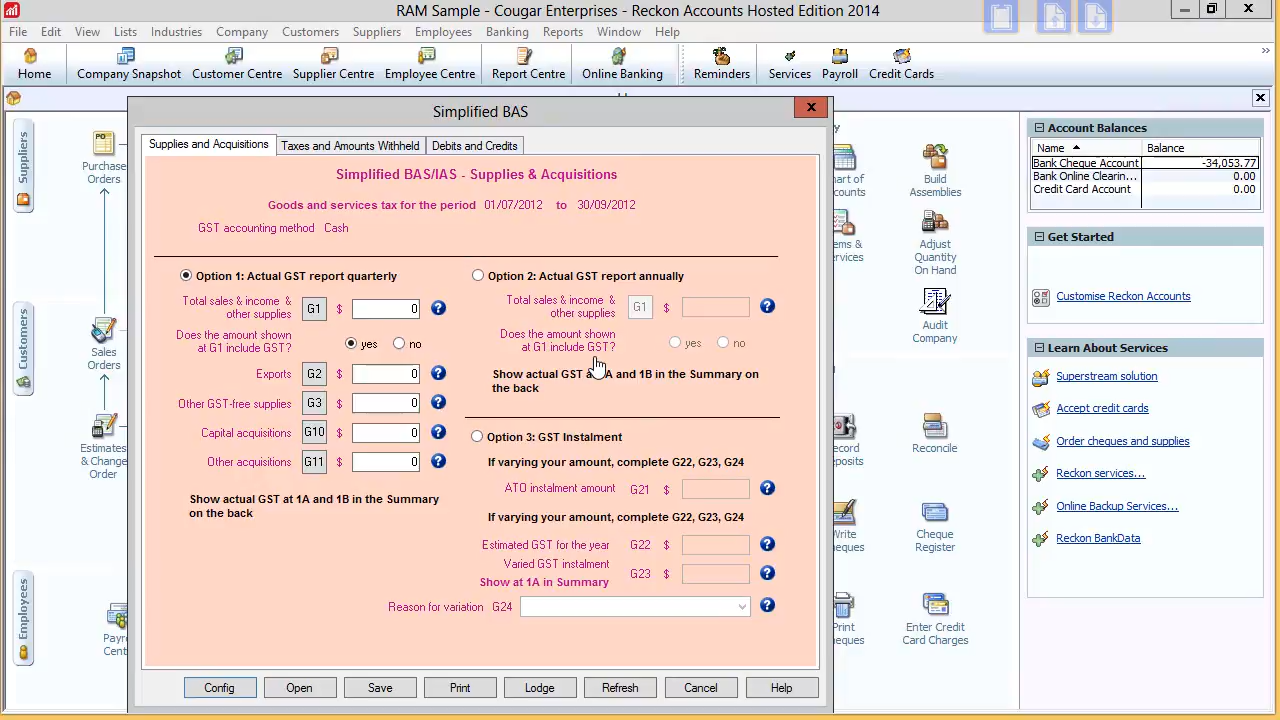 RAM Sample - Cougar Enterprises - Reckon Accounts Hosted Edition 2014
File Edit View Lists Industries Company Customers Suppliers Employees Banking Reports Window Help
Home Company Snapshot Customer Centre Supplier Centre Employee Centre Report Centre Online Banking Reminders Services Payroll Credit Cards
Simplified BAS
Supplies and Acquisitions Taxes and Amounts Withheld Debits and Credits
Simplified BAS/IAS - Supplies & Acquisitions
Goods and services tax for the period 01/07/2012 to 30/09/2012
GST accounting method Cash
Option 1: Actual GST report quarterly
Total sales & income &
other supplies G1 $ 0
Does the amount shown
at G1 include GST? yes no
Exports G2 $ 0
Other GST-free supplies G3 $ 0
Capital acquisitions G10 $ 0
Other acquisitions G11 $ 0
Show actual GST at 1A and 1B in the Summary
on the back
Option 2: Actual GST report annually
Total sales & income &
other supplies G1 $
Does the amount shown
at G1 include GST? yes no
Show actual GST and 1B in the Summary on
the back
Option 3: GST Instalment
If varying your amount, complete G22, G23, G24
ATO instalment amount G21 $
If varying your amount, complete G22, G23, G24
Estimated GST for the year G22 $
Varied GST instalment
Show at 1A in Summary G23 $
Reason for variation G24
Config Open Save Print Lodge Refresh Cancel Help
Suppliers
Purchase
Orders
Customers
Sales
Orders
Estimates
& Change
Order
Employees
Build
Assemblies
Adjust
Quantity
On Hand
Audit
Company
Reconcile
Cheque
Register
Enter Credit
Card Charges
Account Balances
Name Balance
Bank Cheque Account -34,053.77
Bank Online Clearin... 0.00
Credit Card Account 0.00
Get Started
Customise Reckon Accounts
Learn About Services
Superstream solution
Accept credit cards
Order cheques and supplies
Reckon services...
Online Backup Services...
Reckon BankData